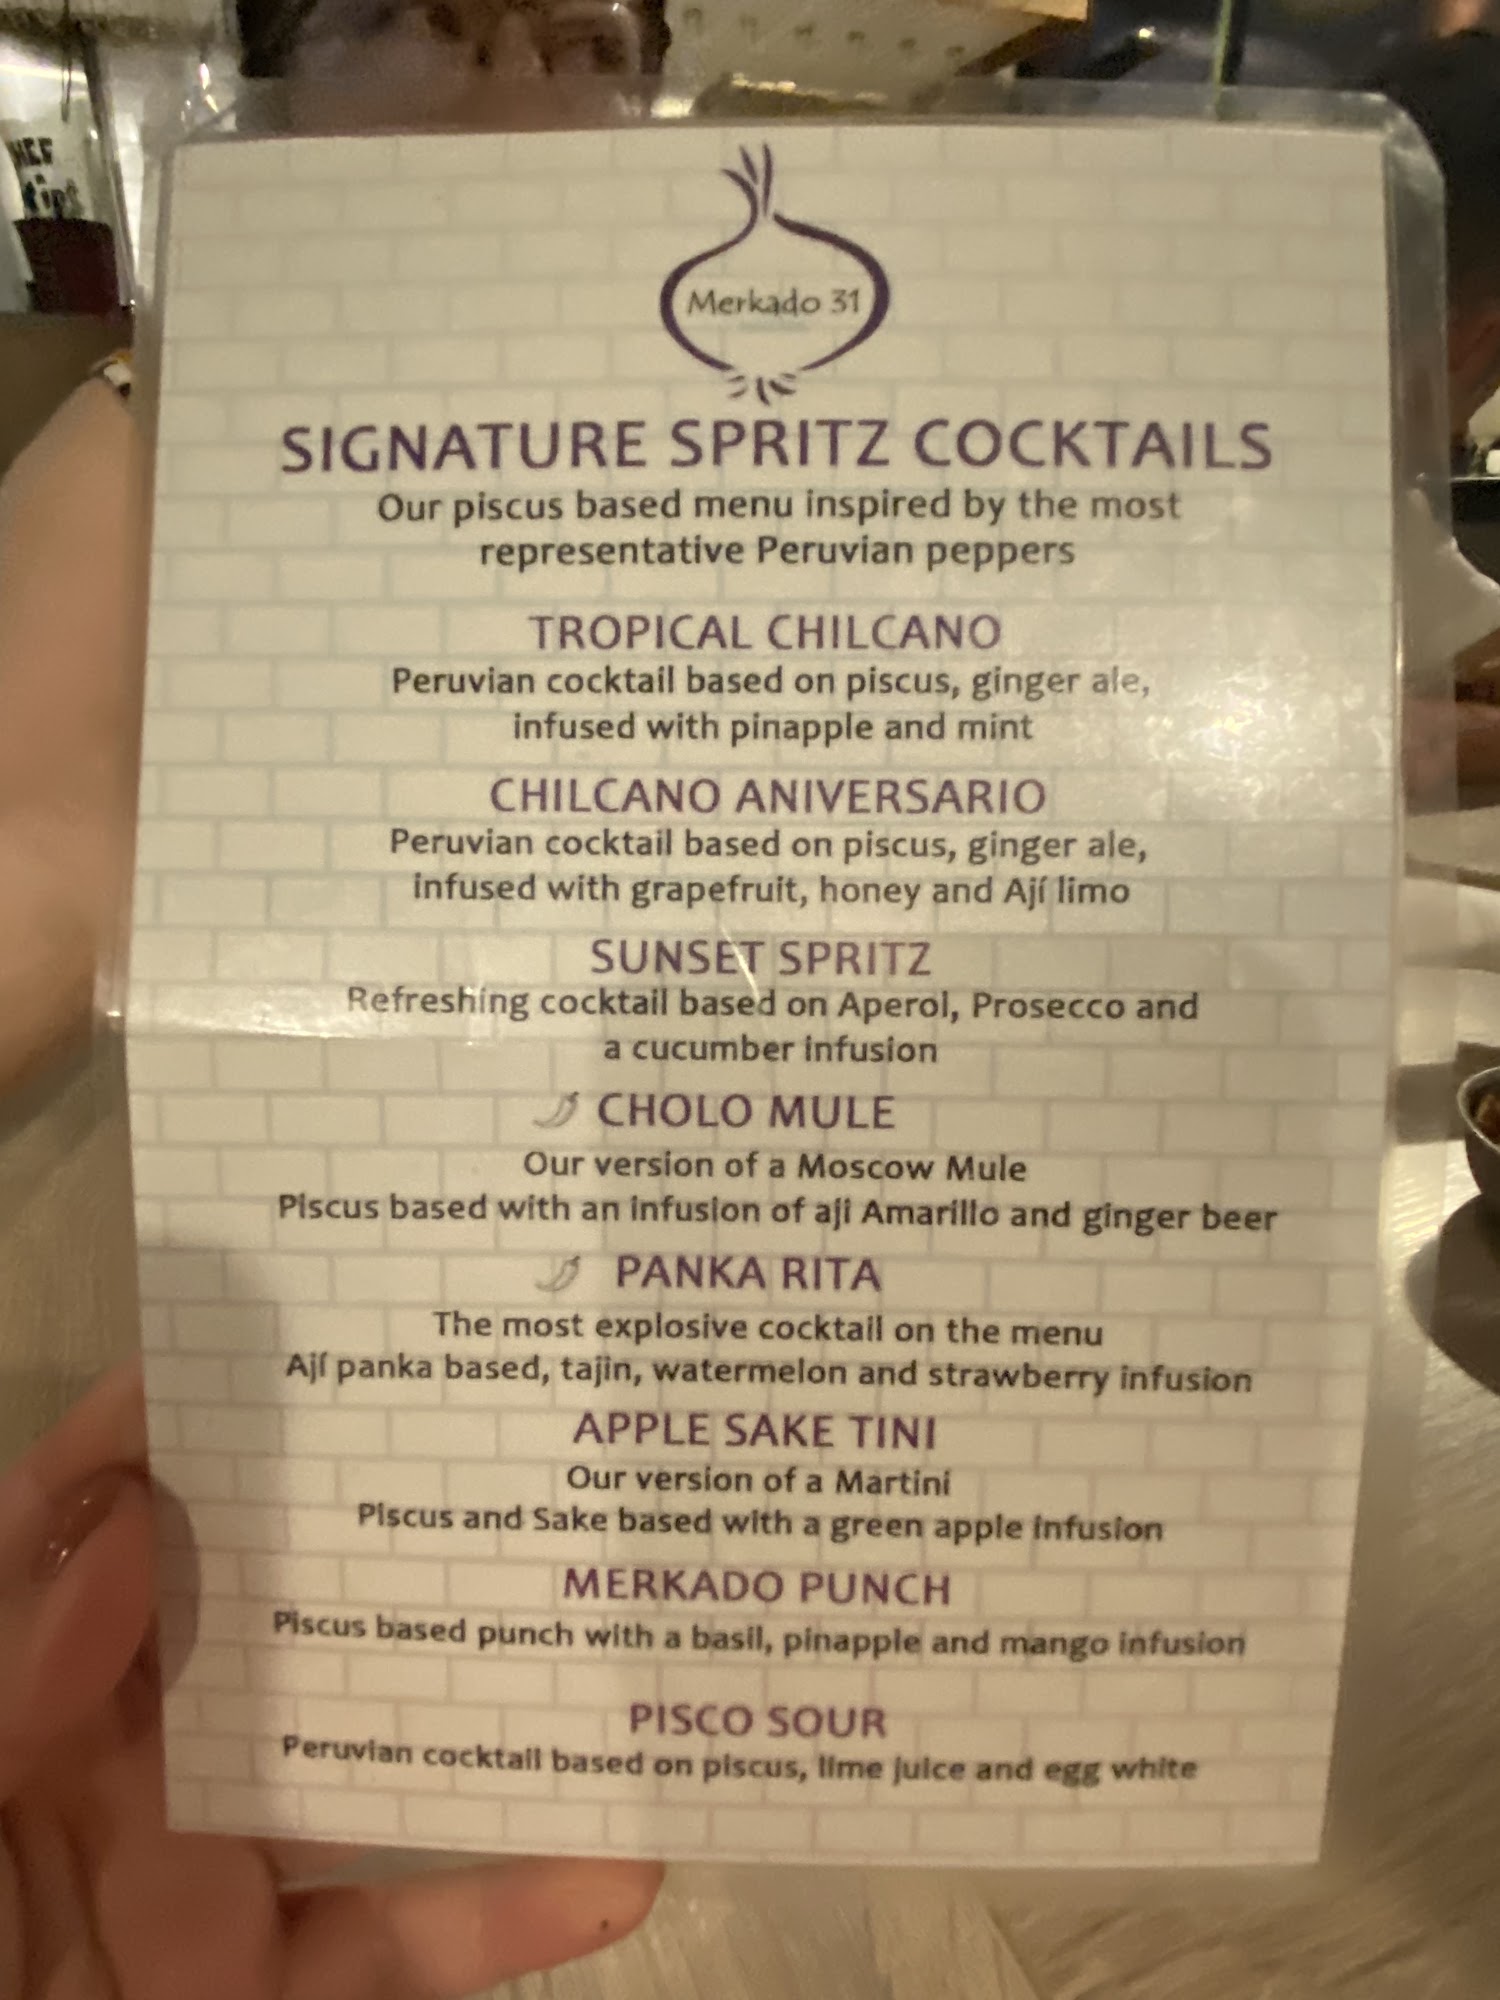 Merkado 31
SIGNATURE SPRITZ COCKTAILS
Our piscus based menu inspired by the most
representative Peruvian peppers
TROPICAL CHILCANO
Peruvian cocktail based on piscus, ginger ale,
infused with pinapple and mint
CHILCANO ANIVERSARIO
Peruvian cocktail based on piscus, ginger ale,
infused with grapefruit, honey and Ají limo
SUNSET SPRITZ
Refreshing cocktail based on Aperol, Prosecco and
a cucumber infusion
CHOLO MULE
Our version of a Moscow Mule
Piscus based with an infusion of aji Amarillo and ginger beer
PANKA RITA
The most explosive cocktail on the menu
Ají panka based, tajin, watermelon and strawberry infusion
APPLE SAKE TINI
Our version of a Martini
Piscus and Sake based with a green apple infusion
MERKADO PUNCH
Piscus based punch with a basil, pinapple and mango infusion
PISCO SOUR
Peruvian cocktail based on piscus, lime juice and egg white